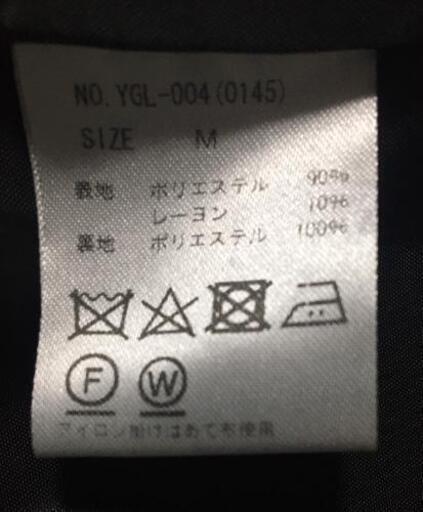 NO. YGL-004(0145)
SIZE M
表地 ポリエステル 90%
レーヨン 10%
裏地 ポリエステル 100%
F W
アイロン掛けはあて布使用